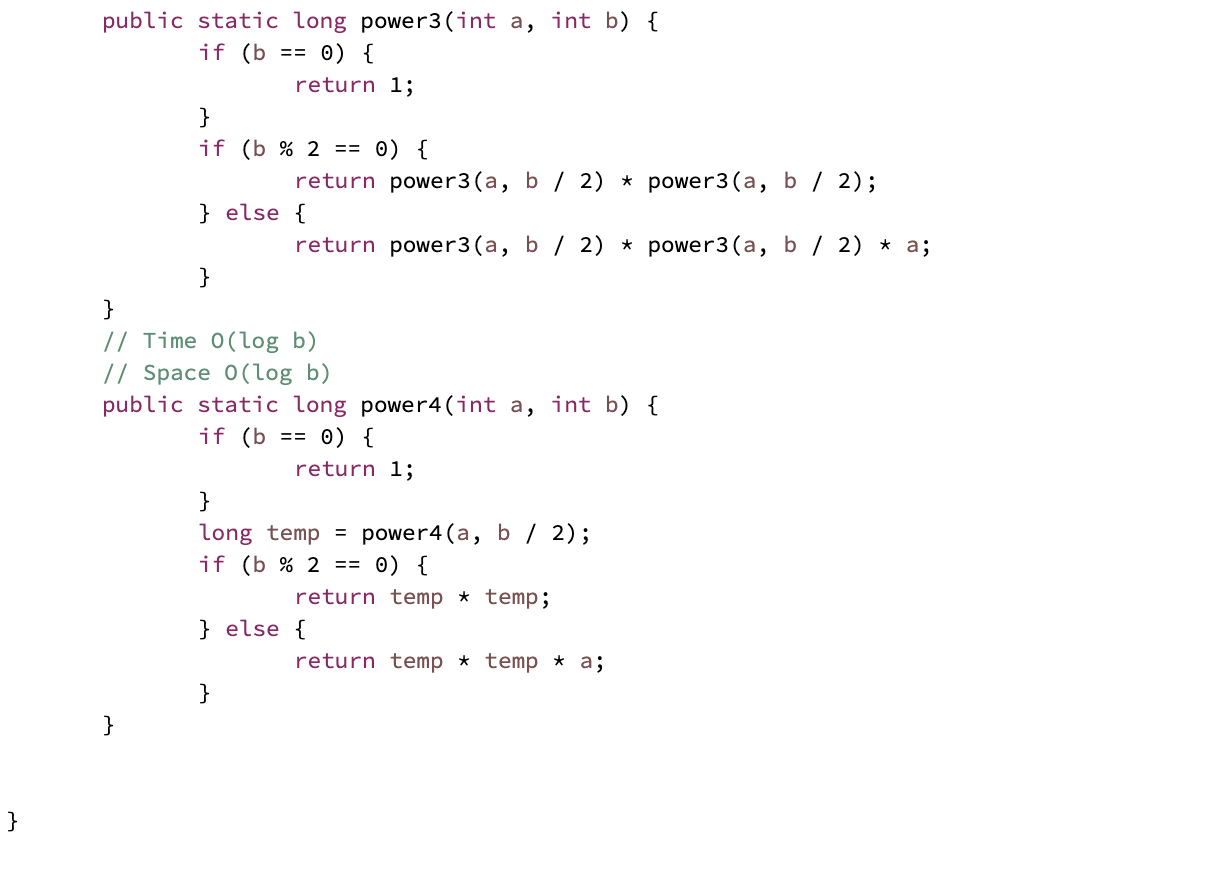 public static long power3(int a, int b) {
if (b == 0) {
return 1;
}
if (b % 2 == 0) {
return power3(a, b / 2) * power3(a, b / 2);
} else {
return power3(a, b / 2) * power3(a, b / 2) * a;
}
}
// Time O(log b)
// Space O(log b)
public static long power4(int a, int b) {
if (b == 0) {
return 1;
}
long temp = power4(a, b / 2);
if (b % 2 == 0) {
return temp * temp;
} else {
return temp * temp * a;
}
}
}